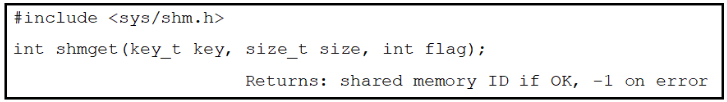 #include <sys/shm.h>
int shmget(key_t key, size_t size, int flag);
Returns: shared memory ID if OK, -1 on error